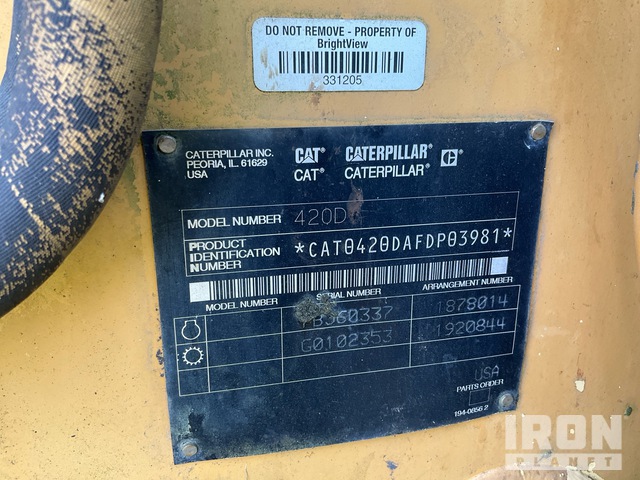 DO NOT REMOVE - PROPERTY OF
BrightView
331205
CATERPILLAR INC.
PEORIA, IL. 61629
USA
CAT® CATERPILLAR®
CAT® CATERPILLAR®
MODEL NUMBER 420D
PRODUCT
IDENTIFICATION
NUMBER
*CAT0420DAFDP03981*
MODEL NUMBER SERIAL NUMBER ARRANGEMENT NUMBER
1878014
G0102353 1920844
USA
PARTS ORDER
194-0656 2
IRON
PLANET